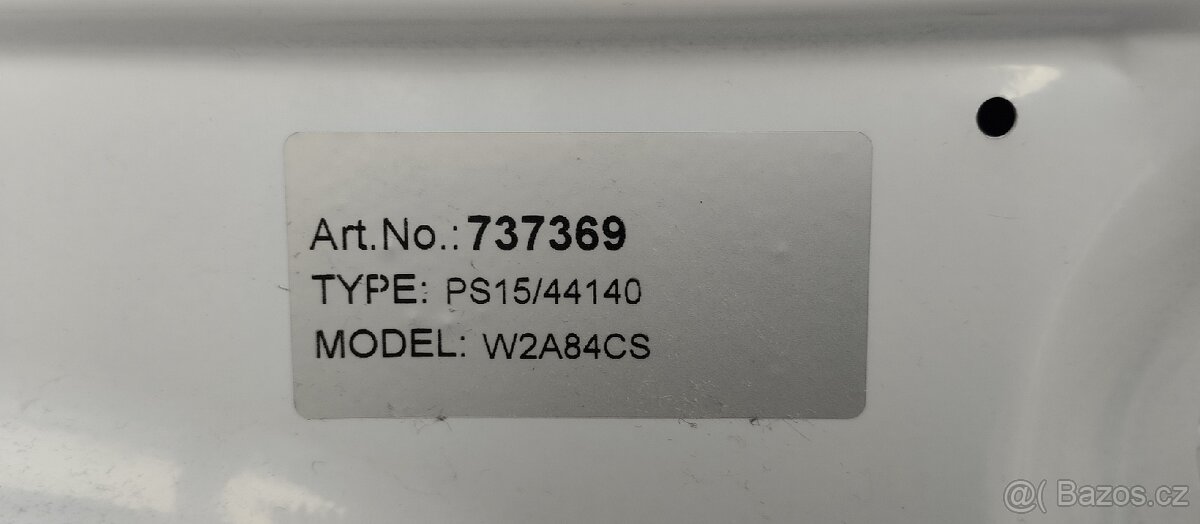 Art.No.: 737369
TYPE: PS15/44140
MODEL: W2A84CS
@( Bazos.cz